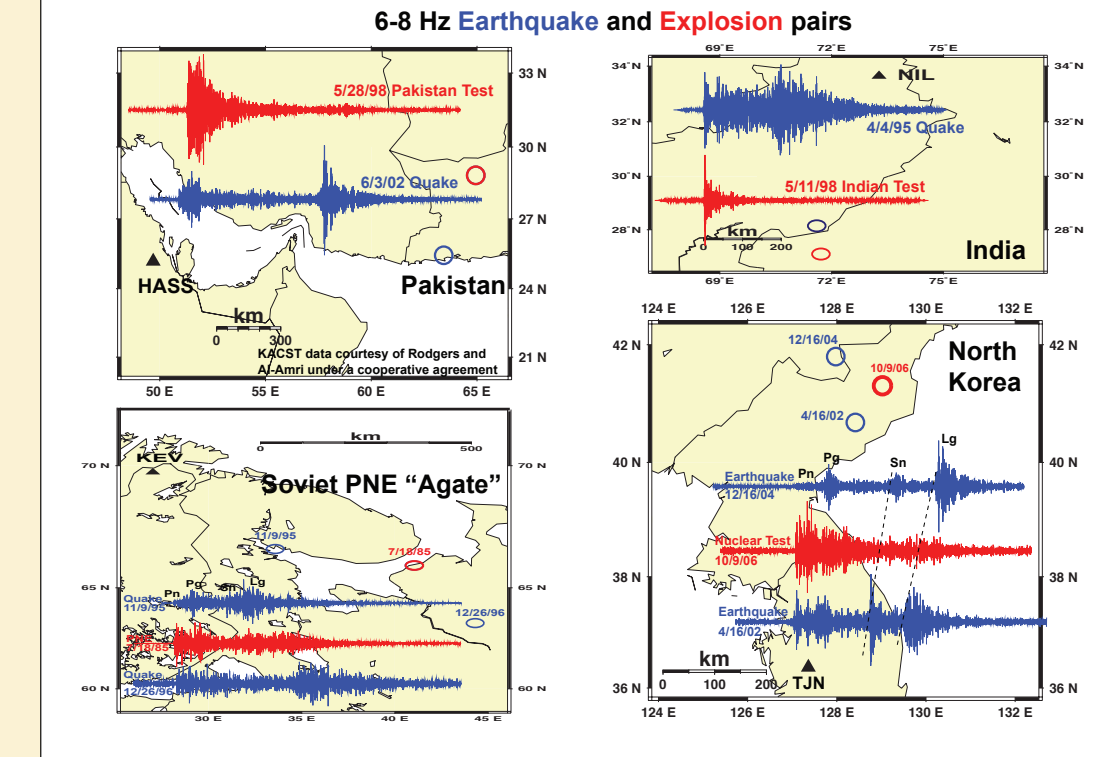 6-8 Hz Earthquake and Explosion pairs
5/28/98 Pakistan Test
6/3/02 Quake
HASS
Pakistan
km
0 300
KACST data courtesy of Rodgers and
Al-Amri under a cooperative agreement
33 N
30 N
27 N
24 N
21 N
50 E 55 E 60 E 65 E
69°E 72°E 75°E
34°N 34°N
32°N 32°N
30°N 30°N
28°N 28°N
NIL
4/4/95 Quake
5/11/98 Indian Test
km
0 100 200
India
69°E 72°E 75°E
km
0 500
KEV
Soviet PNE “Agate”
11/9/95
7/18/85
12/26/96
Pn Pg Sn Lg
Quake
11/9/95
7/18/85
Quake
12/26/96
70 N 70 N
65 N 65 N
60 N 60 N
30 E 35 E 40 E 45 E
124 E 126 E 128 E 130 E 132 E
42 N 42 N
40 N 40 N
38 N 38 N
36 N 36 N
North
Korea
12/16/04
10/9/06
4/16/02
Pn Pg Sn Lg
Earthquake
12/16/04
Nuclear Test
10/9/06
Earthquake
4/16/02
km
0 100 200
TJN
124 E 126 E 128 E 130 E 132 E